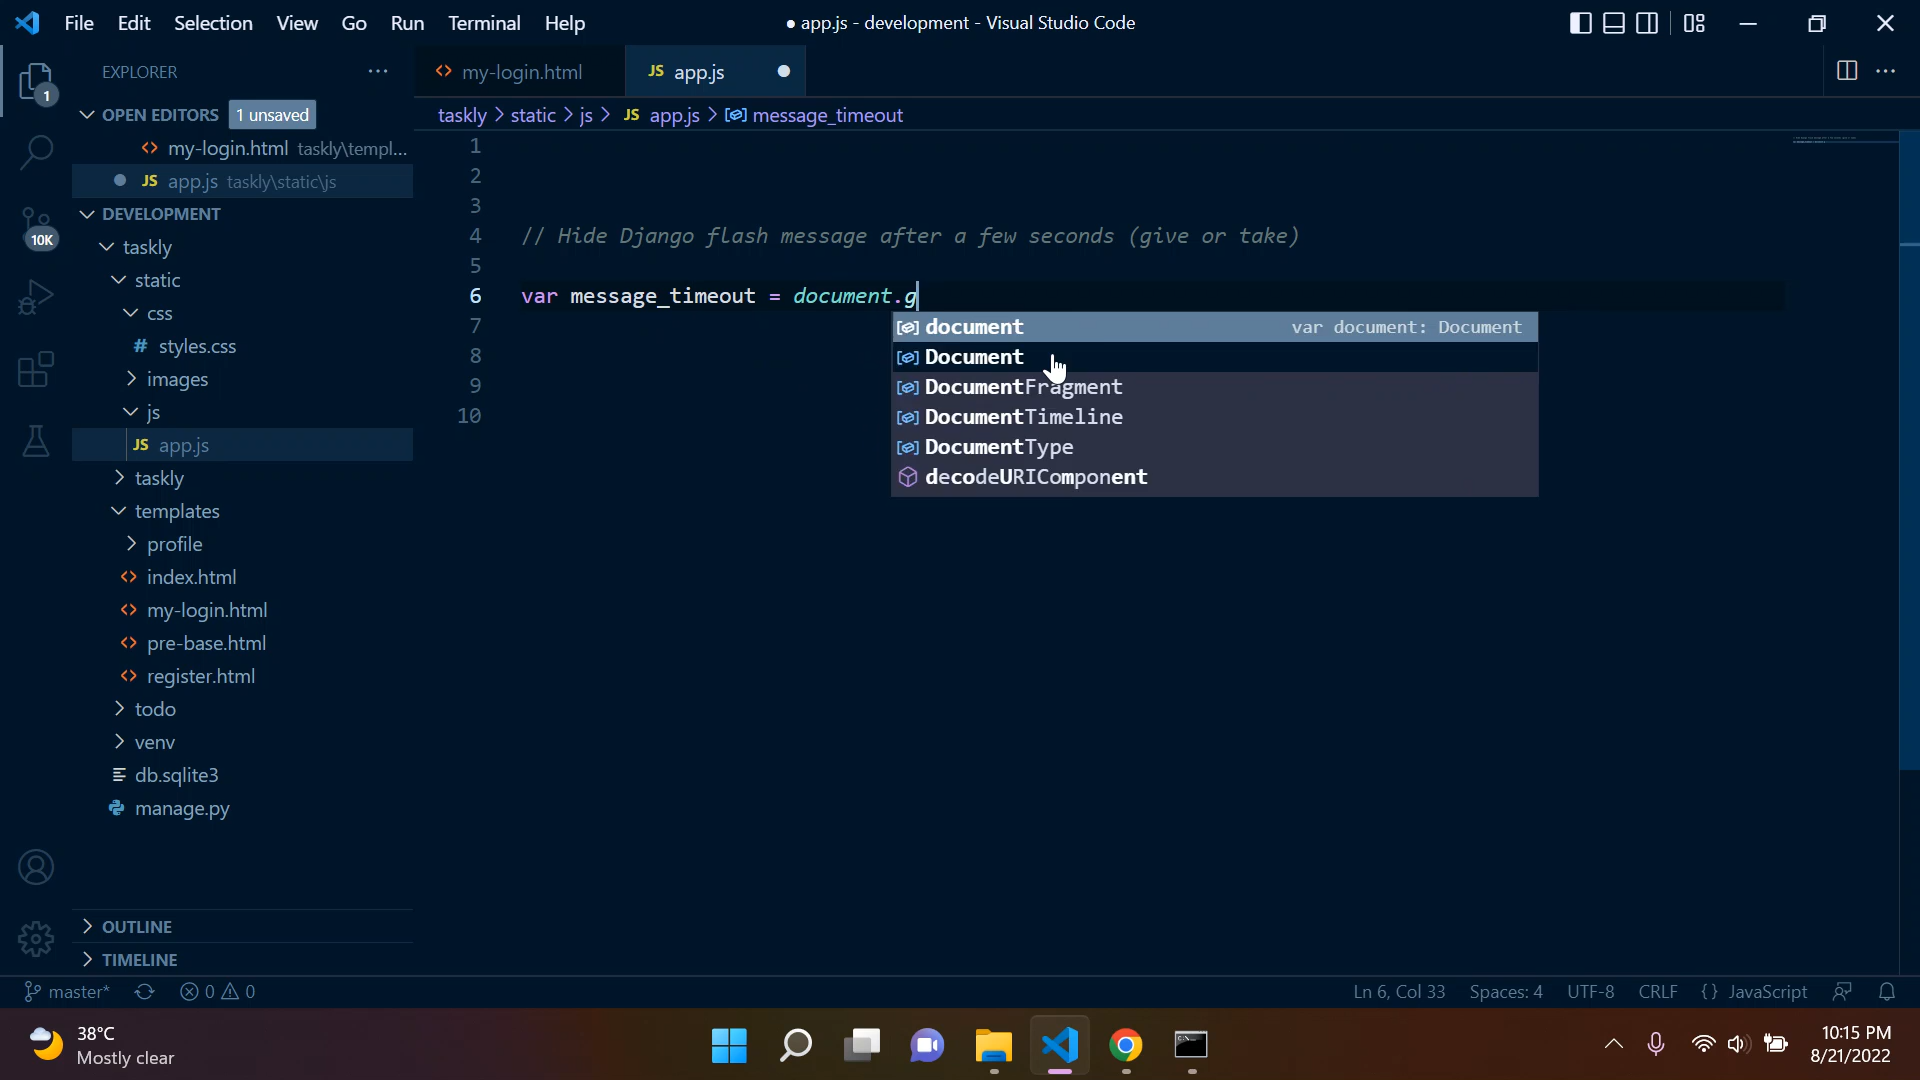 File Edit Selection View Go Run Terminal Help
● app.js - development - Visual Studio Code
EXPLORER
1
OPEN EDITORS 1 unsaved
my-login.html taskly\templ...
JS app.js taskly\static\js
DEVELOPMENT
10K
taskly
static
css
# styles.css
images
js
JS app.js
taskly
templates
profile
index.html
my-login.html
pre-base.html
register.html
todo
venv
db.sqlite3
manage.py
OUTLINE
TIMELINE
my-login.html JS app.js
taskly > static > js > JS app.js > message_timeout
1
2
3
4 // Hide Django flash message after a few seconds (give or take)
5
6 var message_timeout = document.g
7
8
9
10
document var document: Document
Document
DocumentFragment
DocumentTimeline
DocumentType
decodeURIComponent
master* 0 0
Ln 6, Col 33 Spaces: 4 UTF-8 CRLF {} JavaScript
38°C
Mostly clear
10:15 PM
8/21/2022